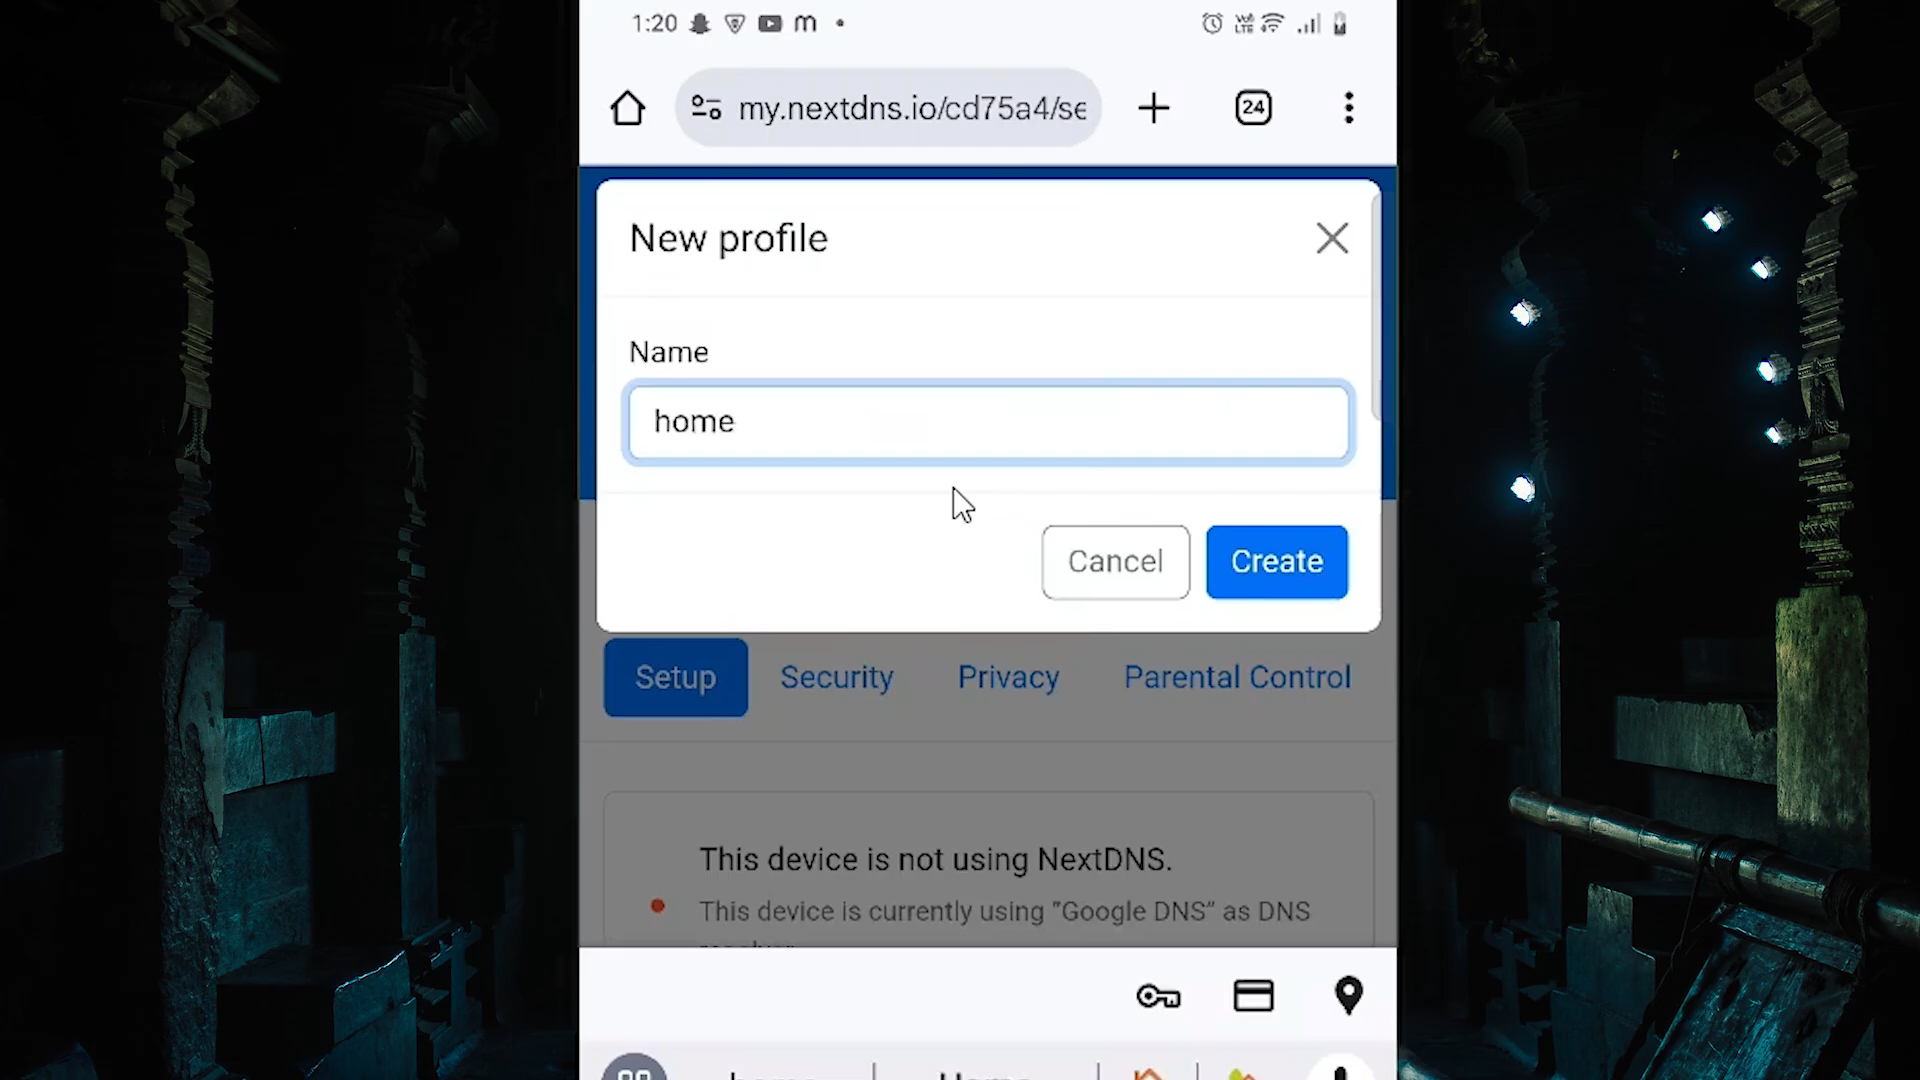 1:20
my.nextdns.io/cd75a4/se
24
New profile
Name
home
Cancel
Create
Setup
Security
Privacy
Parental Control
This device is not using NextDNS.
This device is currently using "Google DNS" as DNS